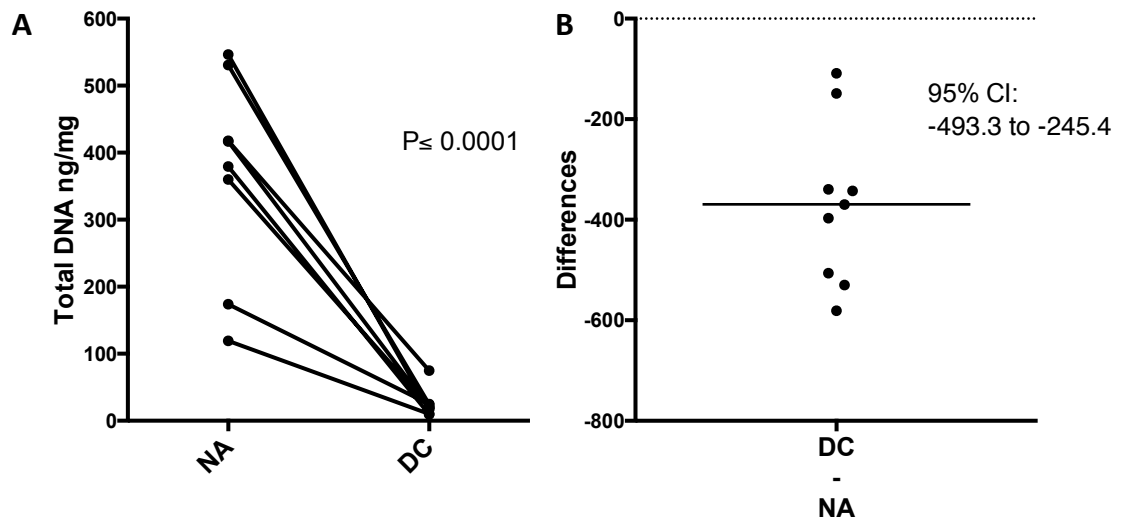 A
600
500
400
300
200
100
0
Total DNA ng/mg
P≤ 0.0001
NA
DC
B
0
-200
-400
-600
-800
Differences
95% CI:
-493.3 to -245.4
DC
-
NA